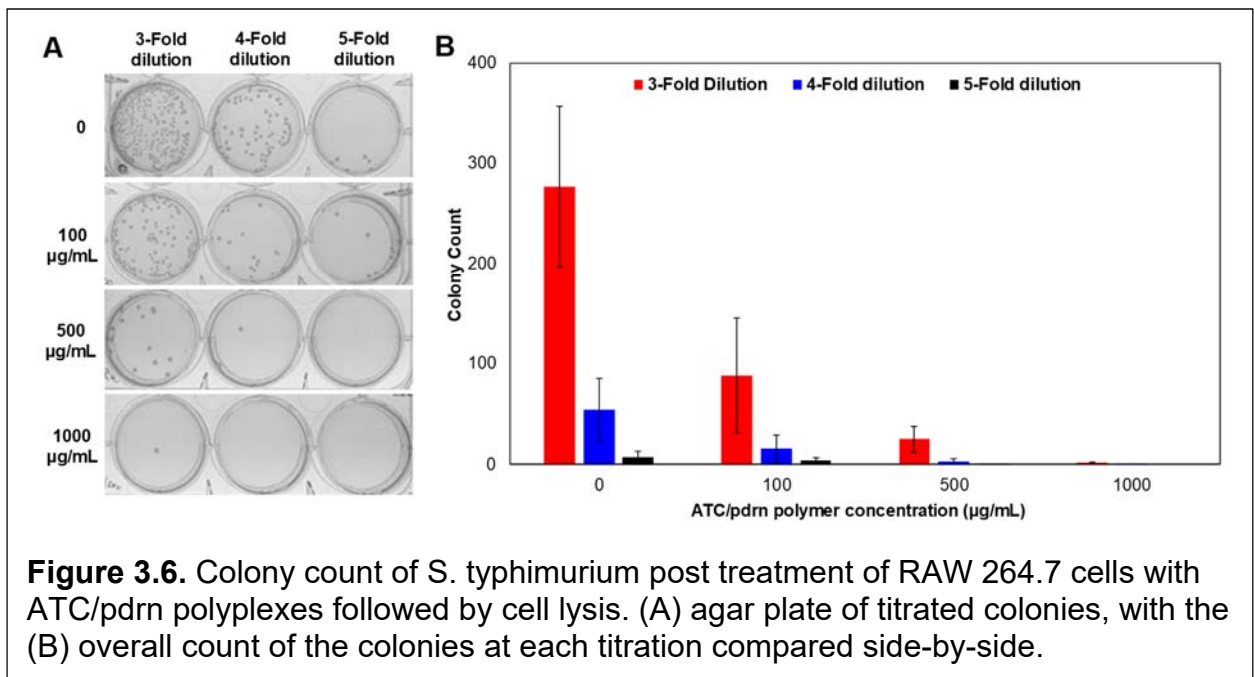 A
3-Fold dilution
4-Fold dilution
5-Fold dilution
0
100
µg/mL
500
µg/mL
1000
µg/mL
B
400
300
200
100
0
Colony Count
3-Fold Dilution
4-Fold dilution
5-Fold dilution
0
100
500
1000
ATC/pdrn polymer concentration (µg/mL)
Figure 3.6. Colony count of S. typhimurium post treatment of RAW 264.7 cells with
ATC/pdrn polyplexes followed by cell lysis. (A) agar plate of titrated colonies, with the
(B) overall count of the colonies at each titration compared side-by-side.